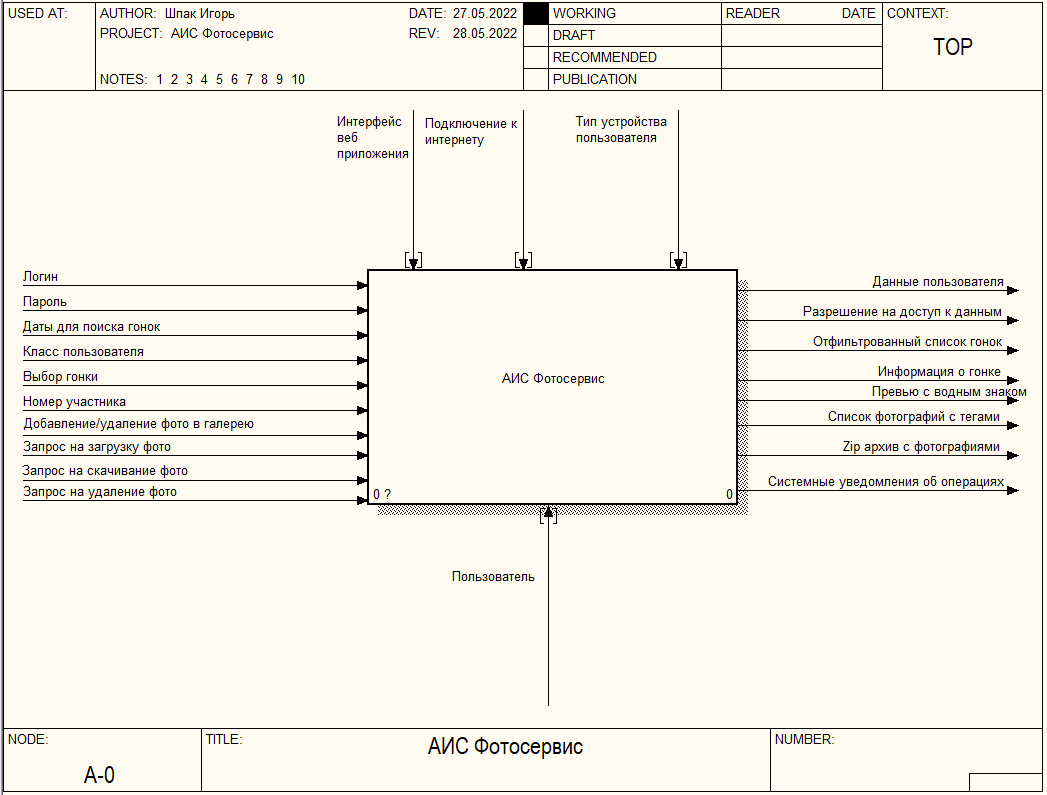 USED AT:
AUTHOR: Шпак Игорь
DATE: 27.05.2022
PROJECT: АИС Фотосервис
REV: 28.05.2022
NOTES: 1 2 3 4 5 6 7 8 9 10
WORKING
DRAFT
RECOMMENDED
PUBLICATION
READER DATE
CONTEXT:
TOP
Интерфейс
веб
приложения
Подключение к
интернету
Тип устройства
пользователя
Логин
Пароль
Даты для поиска гонок
Класс пользователя
Выбор гонки
Номер участника
Добавление/удаление фото в галерею
Запрос на загрузку фото
Запрос на скачивание фото
Запрос на удаление фото
АИС Фотосервис
0 ?
0
Данные пользователя
Разрешение на доступ к данным
Отфильтрованный список гонок
Информация о гонке
Превью с водным знаком
Список фотографий с тегами
Zip архив с фотографиями
Системные уведомления об операциях
Пользователь
NODE:
A-0
TITLE:
АИС Фотосервис
NUMBER: